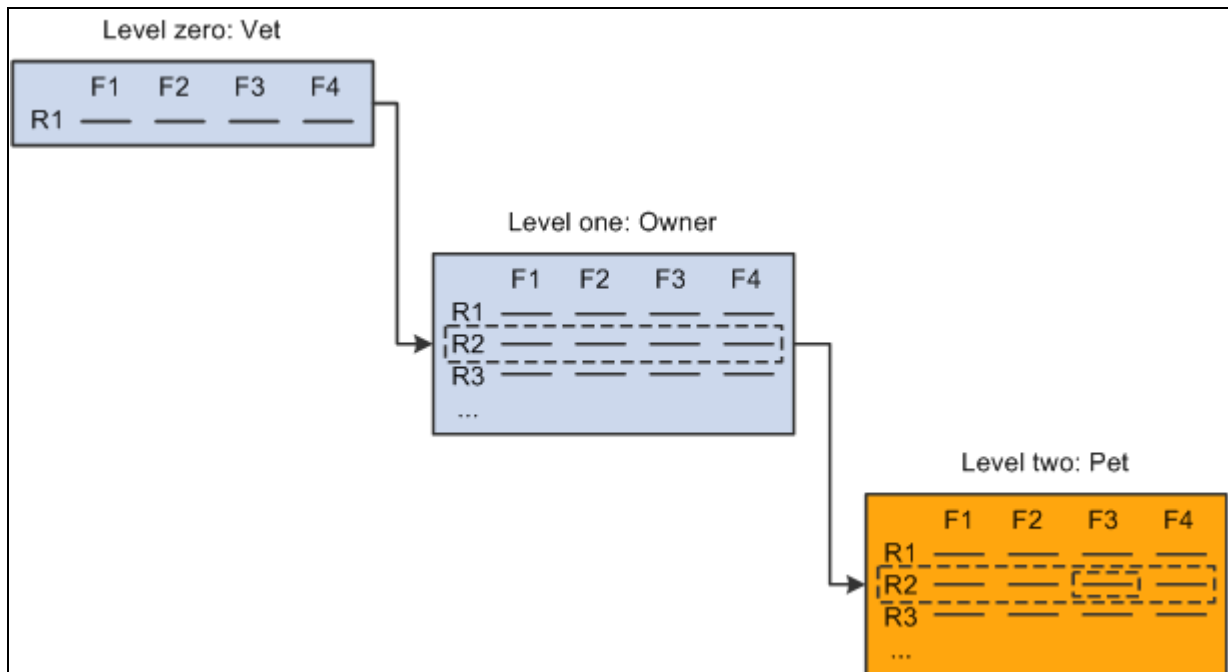 Level zero: Vet
F1 F2 F3 F4
R1
Level one: Owner
F1 F2 F3 F4
R1
R2
R3
...
Level two: Pet
F1 F2 F3 F4
R1
R2
R3
...